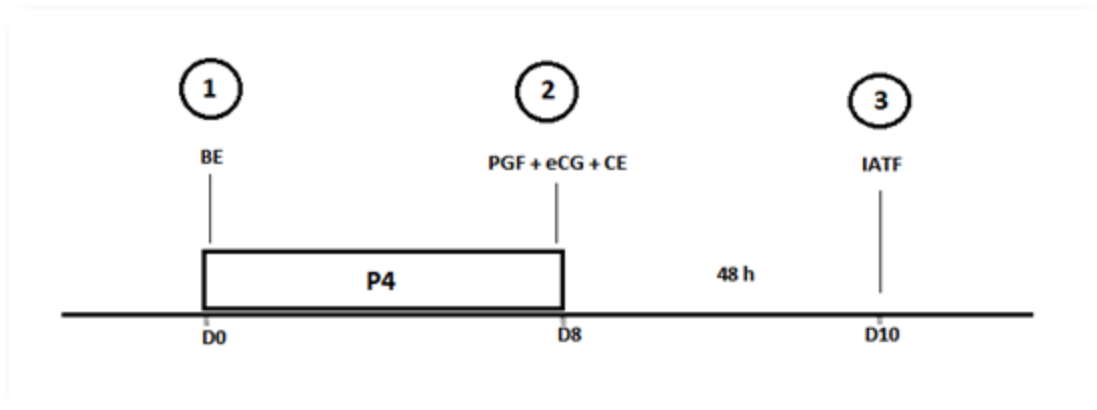 1
2
3
BE
PGF + eCG + CE
IATF
P4
48 h
D0
D8
D10